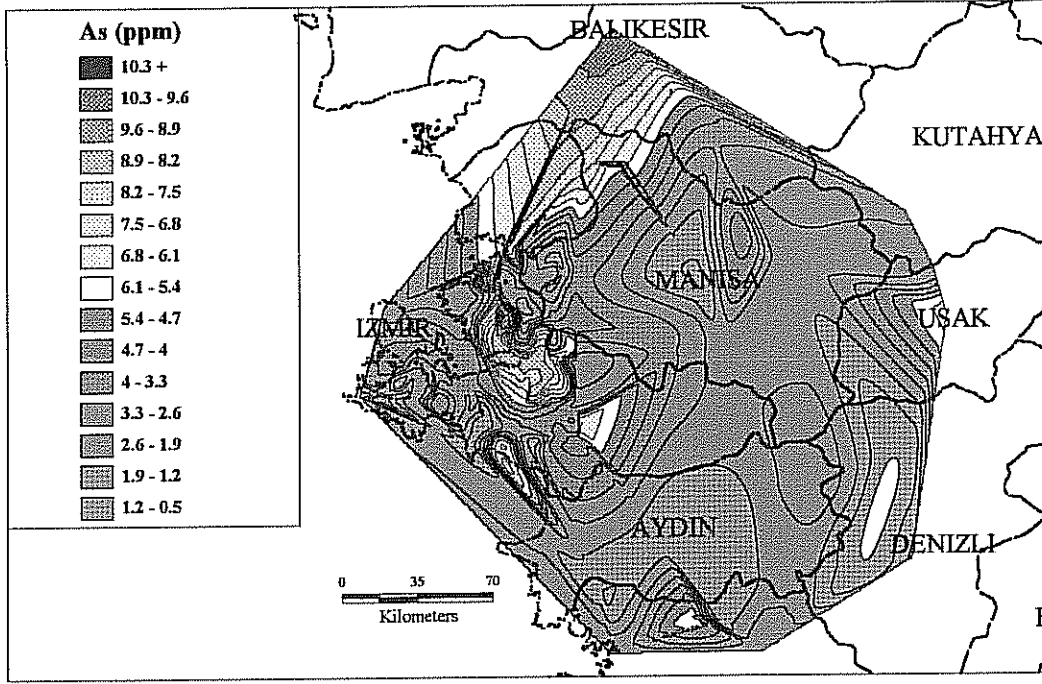 As (ppm)
10.3 +
10.3 - 9.6
9.6 - 8.9
8.9 - 8.2
8.2 - 7.5
7.5 - 6.8
6.8 - 6.1
6.1 - 5.4
5.4 - 4.7
4.7 - 4
4 - 3.3
3.3 - 2.6
2.6 - 1.9
1.9 - 1.2
1.2 - 0.5
BALIKESIR
KUTAHYA
MANISA
IZMIR
USAK
AYDIN
DENIZLI
0 35 70
Kilometers